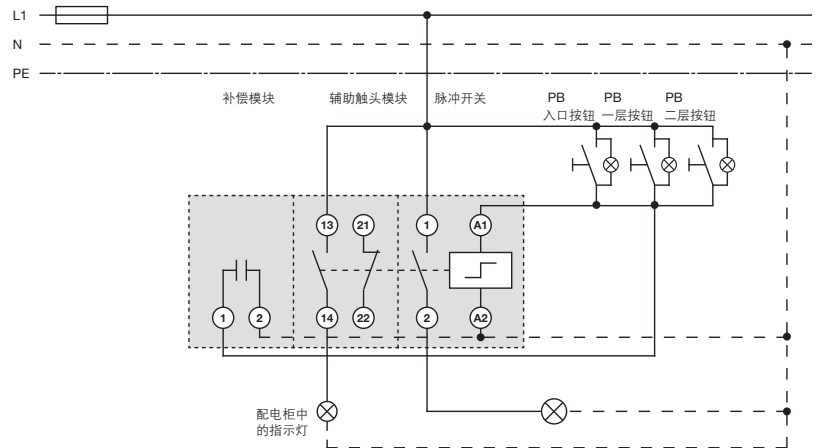 L1
N
PE
补偿模块 辅助触头模块 脉冲开关
PB PB PB
入口按钮 一层按钮 二层按钮
13 21 1 A1
1 2 14 22 2 A2
配电柜中
的指示灯